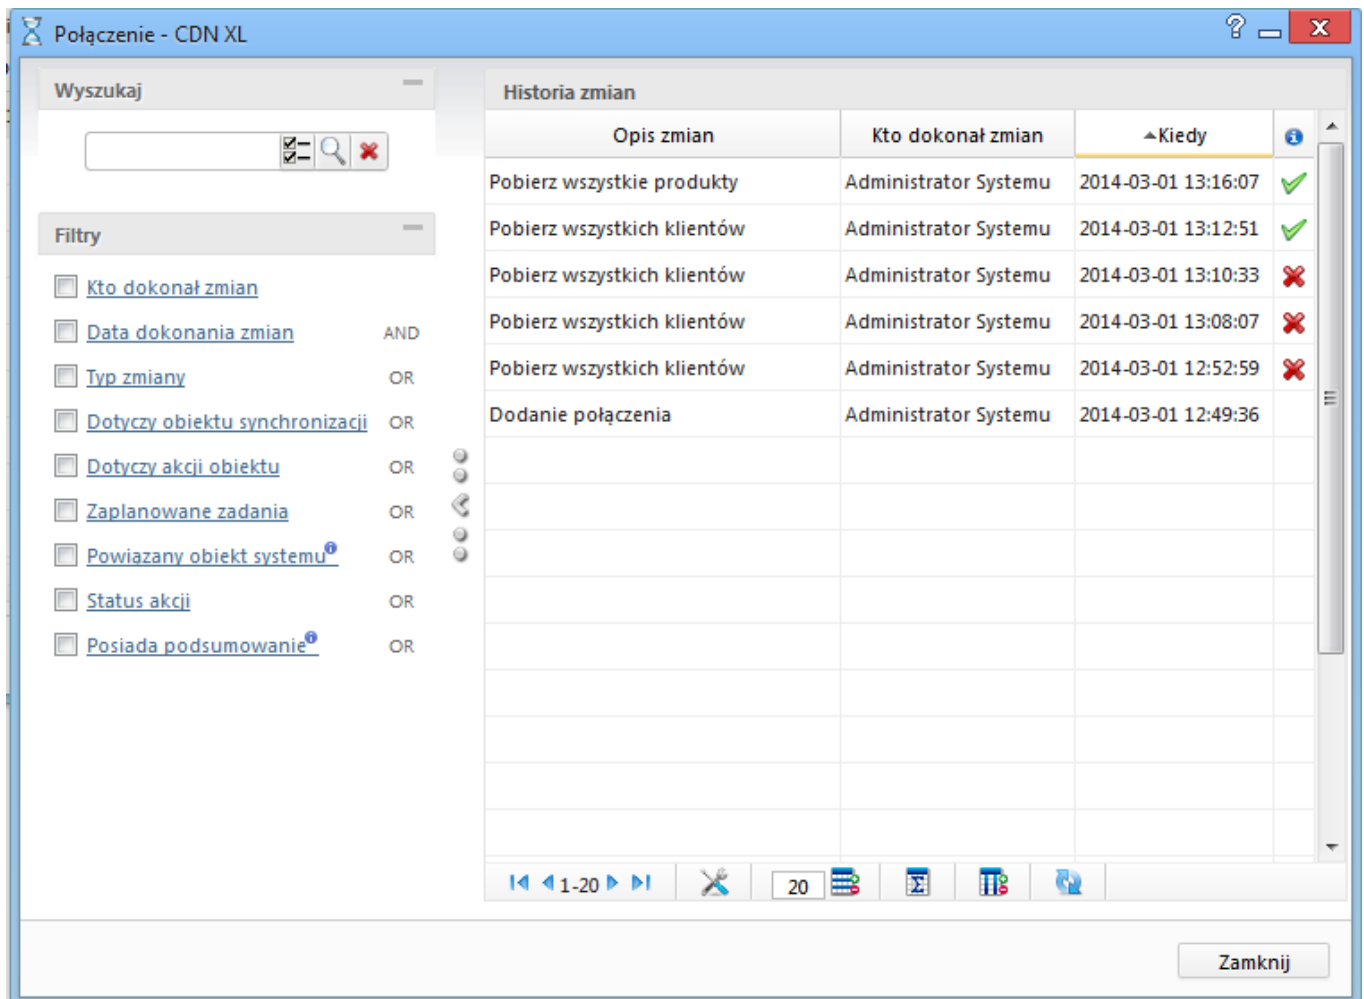 Połączenie - CDN XL
Wyszukaj
Filtry
Kto dokonał zmian
Data dokonania zmian AND
Typ zmiany OR
Dotyczy obiektu synchronizacji OR
Dotyczy akcji obiektu OR
Zaplanowane zadania OR
Powiazany obiekt systemu OR
Status akcji OR
Posiada podsumowanie OR
Historia zmian
Opis zmian Kto dokonał zmian Kiedy
Pobierz wszystkie produkty Administrator Systemu 2014-03-01 13:16:07
Pobierz wszystkich klientów Administrator Systemu 2014-03-01 13:12:51
Pobierz wszystkich klientów Administrator Systemu 2014-03-01 13:10:33
Pobierz wszystkich klientów Administrator Systemu 2014-03-01 13:08:07
Pobierz wszystkich klientów Administrator Systemu 2014-03-01 12:52:59
Dodanie połączenia Administrator Systemu 2014-03-01 12:49:36
1-20 20
Zamknij